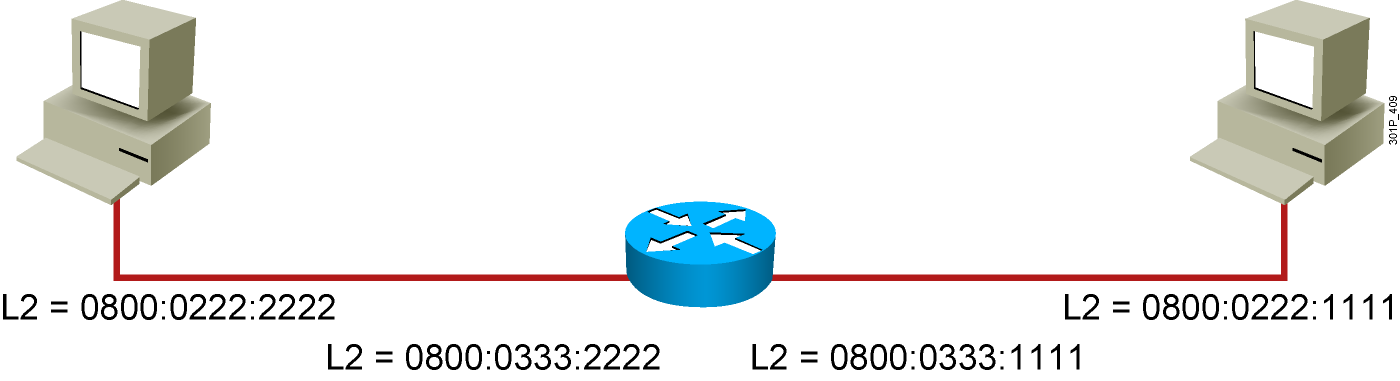 301P_409
L2 = 0800:0222:2222
L2 = 0800:0222:1111
L2 = 0800:0333:2222
L2 = 0800:0333:1111